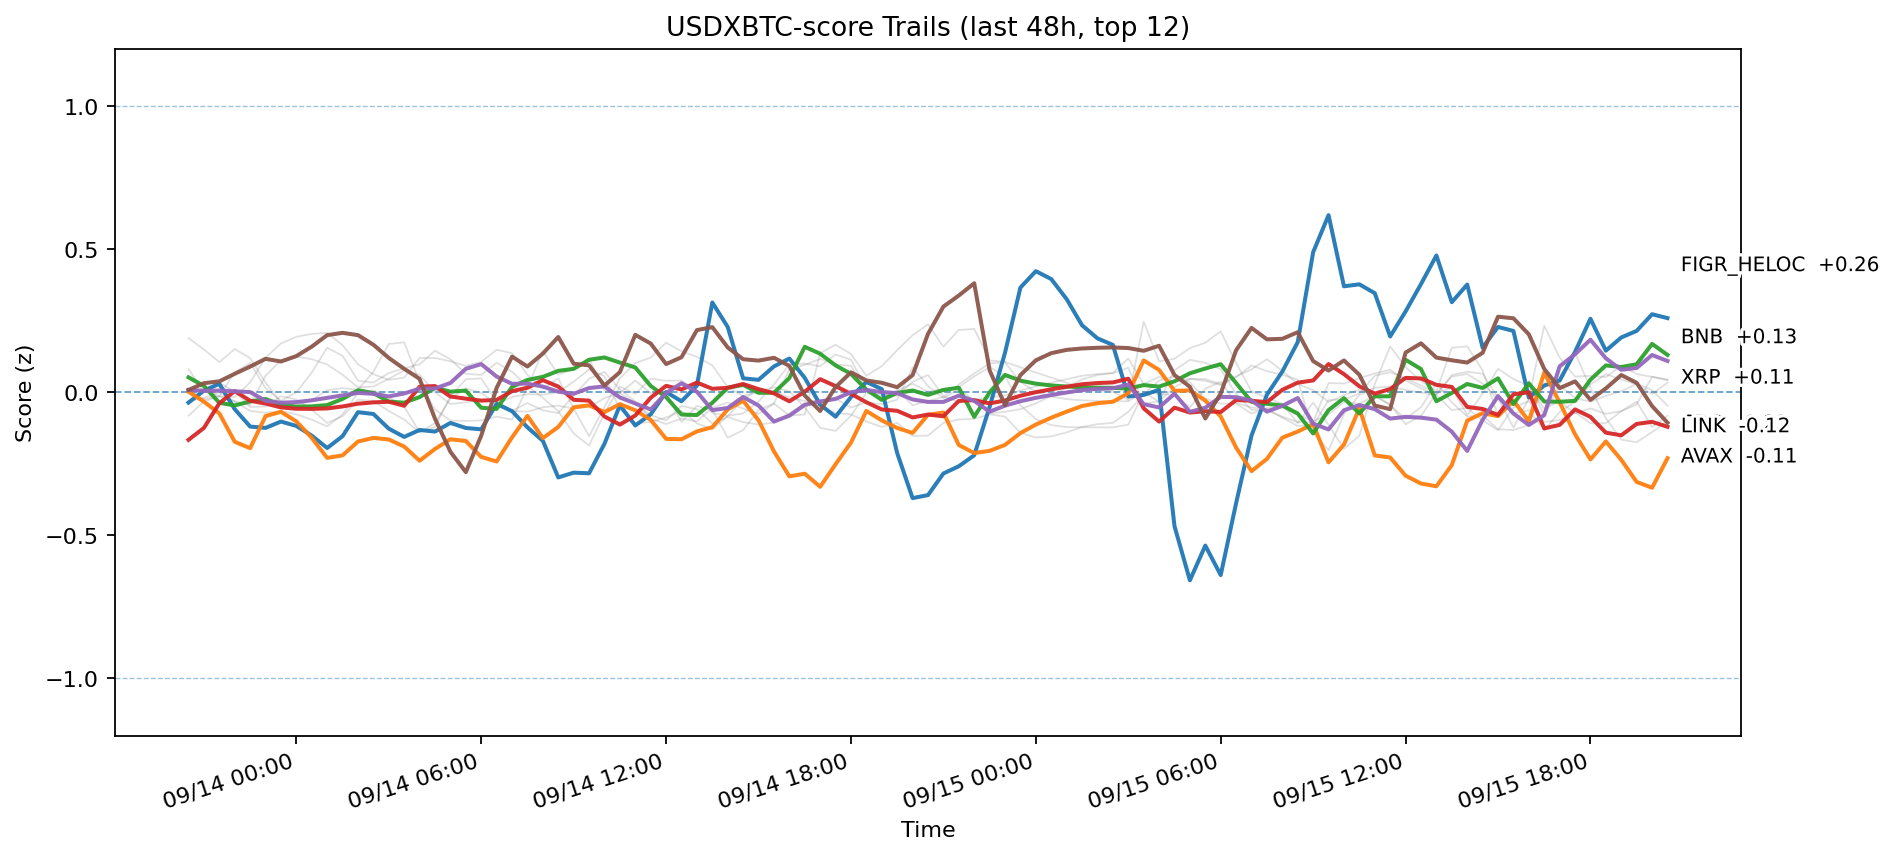 USDXBTC-score Trails (last 48h, top 12)
Score (z)
1.0
0.5
0.0
−0.5
−1.0
FIGR_HELOC +0.26
BNB +0.13
XRP +0.11
LINK -0.12
AVAX -0.11
09/14 00:00
09/14 06:00
09/14 12:00
09/14 18:00
09/15 00:00
09/15 06:00
09/15 12:00
09/15 18:00
Time